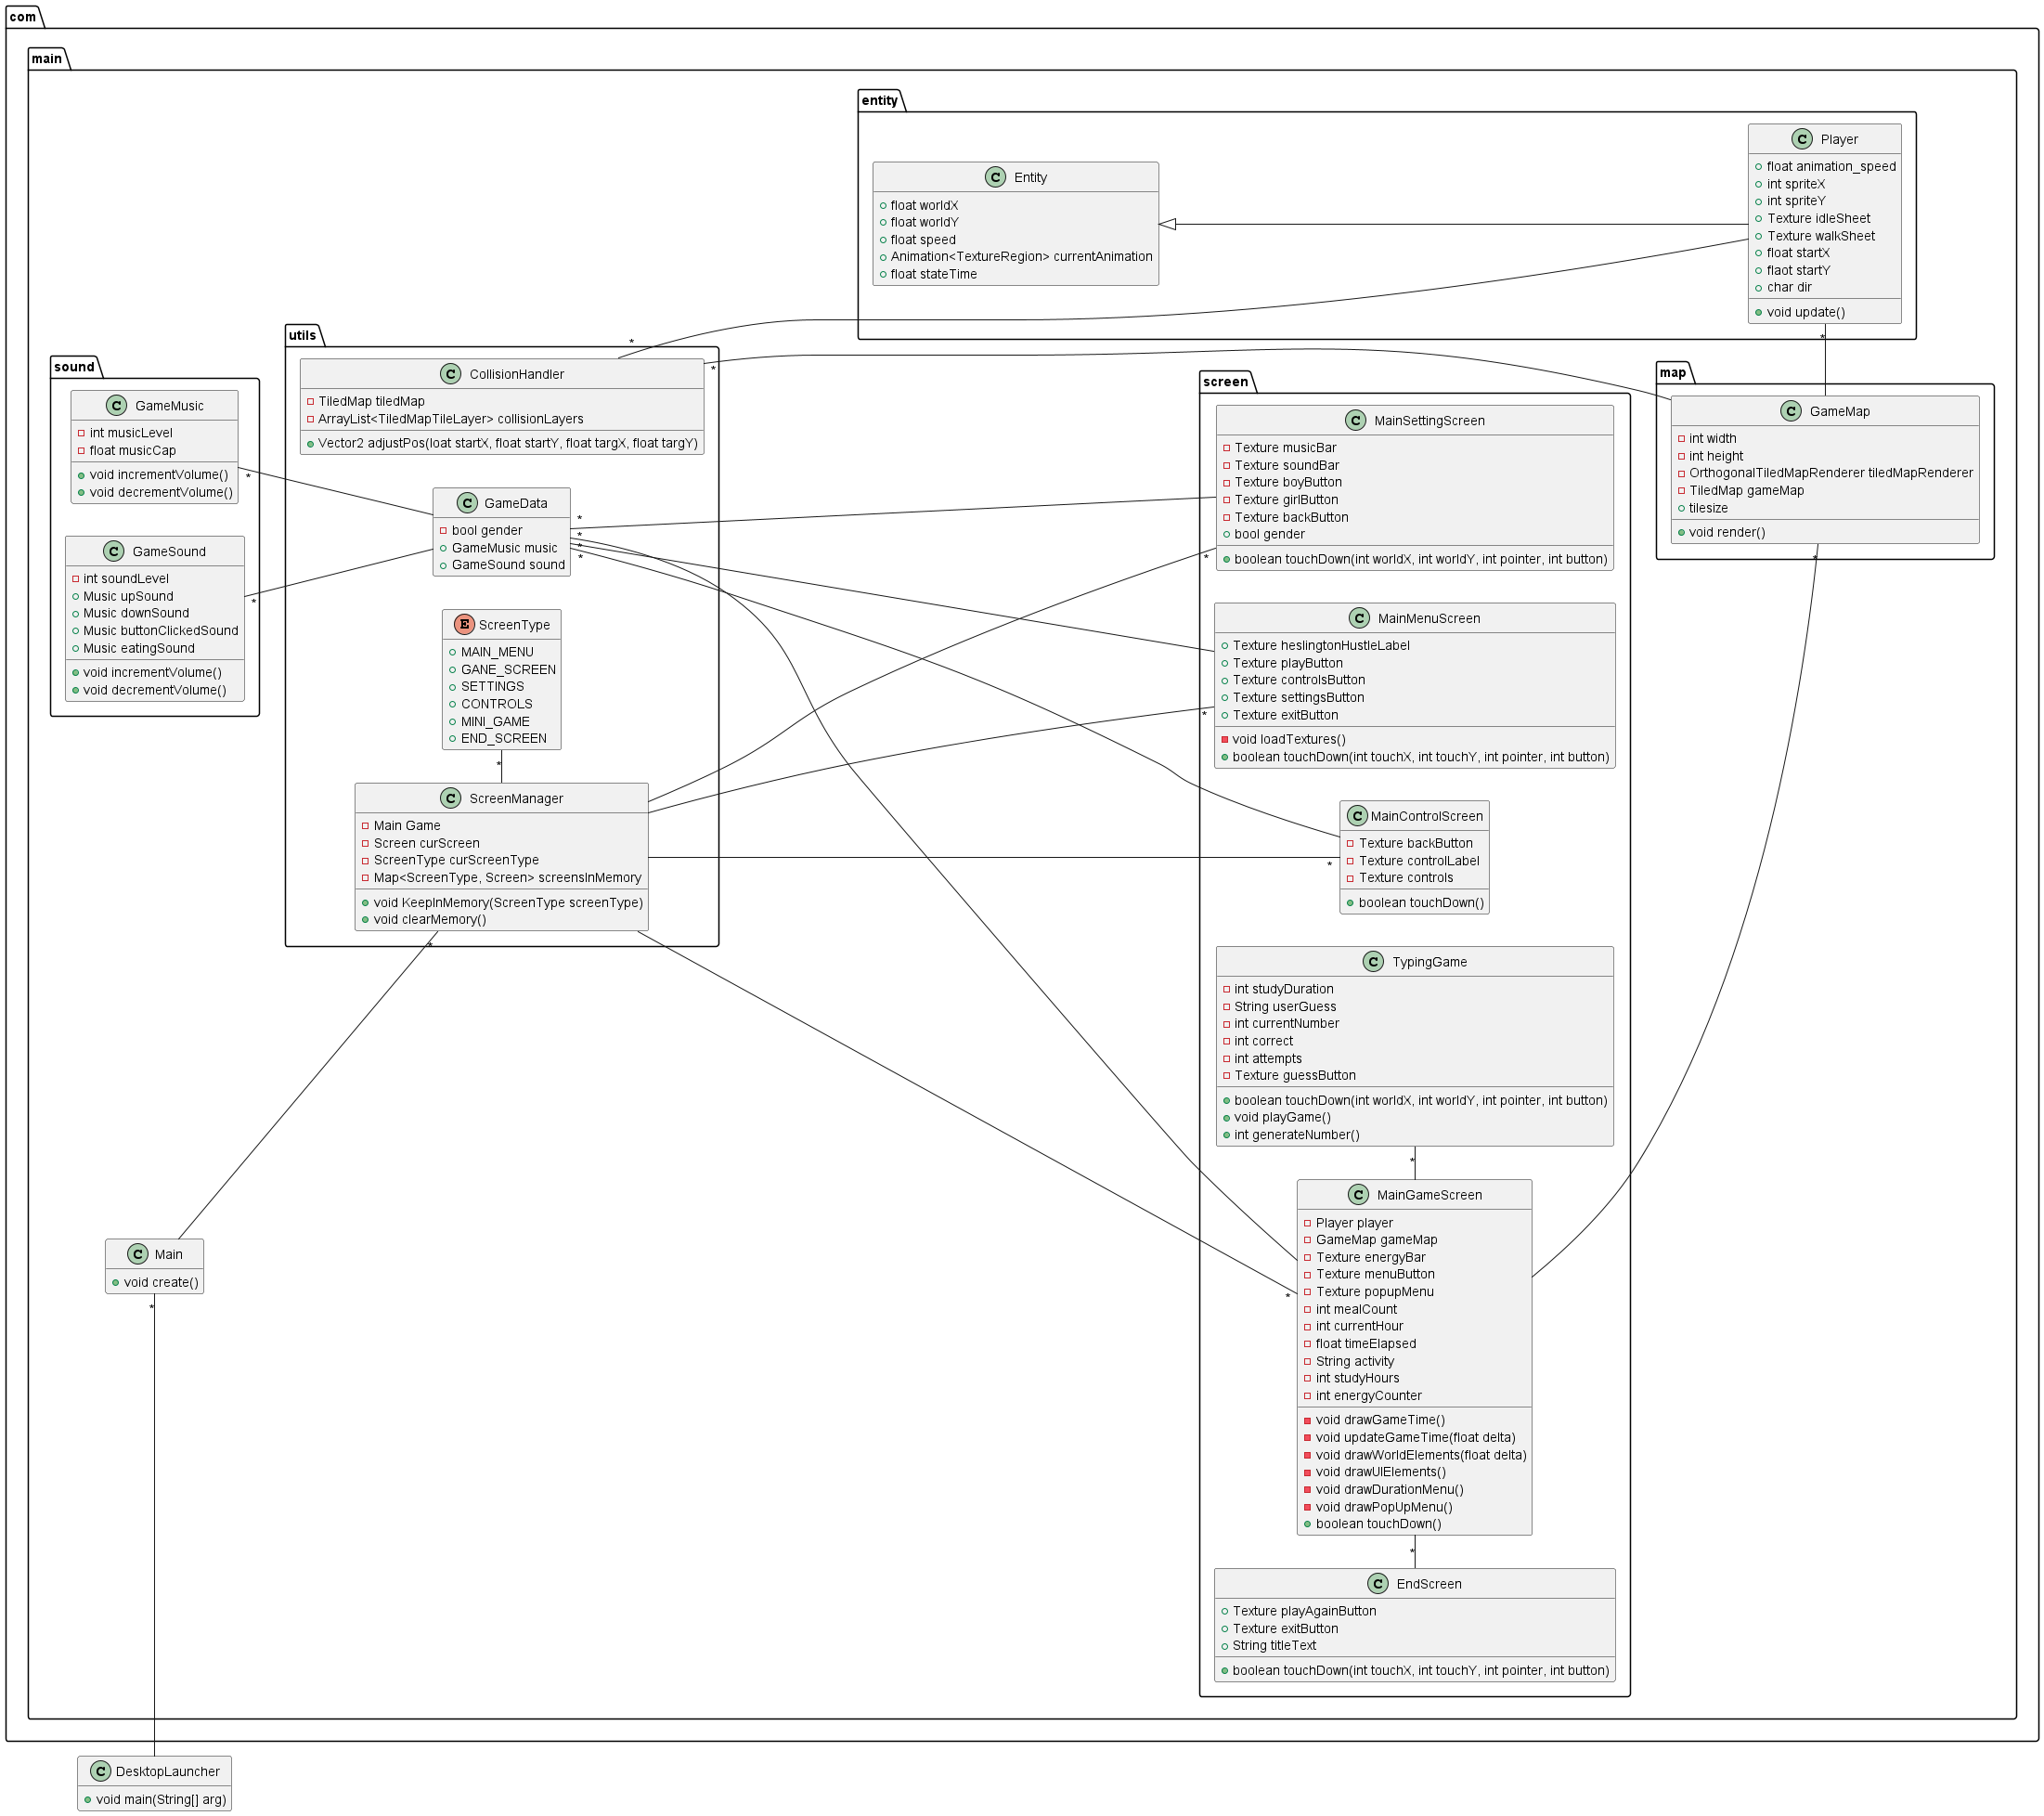 com
main
entity
Player
float animation_speed
int spriteX
int spriteY
Texture idleSheet
Texture walkSheet
float startX
flaot startY
char dir
void update()
Entity
float worldX
float worldY
float speed
Animation<TextureRegion> currentAnimation
float stateTime
utils
CollisionHandler
TiledMap tiledMap
ArrayList<TiledMapTileLayer> collisionLayers
Vector2 adjustPos(loat startX, float startY, float targX, float targY)
GameData
bool gender
GameMusic music
GameSound sound
ScreenType
MAIN_MENU
GANE_SCREEN
SETTINGS
CONTROLS
MINI_GAME
END_SCREEN
ScreenManager
Main Game
Screen curScreen
ScreenType curScreenType
Map<ScreenType, Screen> screensInMemory
void KeepInMemory(ScreenType screenType)
void clearMemory()
sound
GameMusic
int musicLevel
float musicCap
void incrementVolume()
void decrementVolume()
GameSound
int soundLevel
Music upSound
Music downSound
Music buttonClickedSound
Music eatingSound
void incrementVolume()
void decrementVolume()
screen
MainSettingScreen
Texture musicBar
Texture soundBar
Texture boyButton
Texture girlButton
Texture backButton
bool gender
boolean touchDown(int worldX, int worldY, int pointer, int button)
MainMenuScreen
Texture heslingtonHustleLabel
Texture playButton
Texture controlsButton
Texture settingsButton
Texture exitButton
void loadTextures()
boolean touchDown(int touchX, int touchY, int pointer, int button)
MainControlScreen
Texture backButton
Texture controlLabel
Texture controls
boolean touchDown()
TypingGame
int studyDuration
String userGuess
int currentNumber
int correct
int attempts
Texture guessButton
boolean touchDown(int worldX, int worldY, int pointer, int button)
void playGame()
int generateNumber()
MainGameScreen
Player player
GameMap gameMap
Texture energyBar
Texture menuButton
Texture popupMenu
int mealCount
int currentHour
float timeElapsed
String activity
int studyHours
int energyCounter
void drawGameTime()
void updateGameTime(float delta)
void drawWorldElements(float delta)
void drawUIElements()
void drawDurationMenu()
void drawPopUpMenu()
boolean touchDown()
EndScreen
Texture playAgainButton
Texture exitButton
String titleText
boolean touchDown(int touchX, int touchY, int pointer, int button)
map
GameMap
int width
int height
OrthogonalTiledMapRenderer tiledMapRenderer
TiledMap gameMap
tilesize
void render()
Main
void create()
DesktopLauncher
void main(String[] arg)